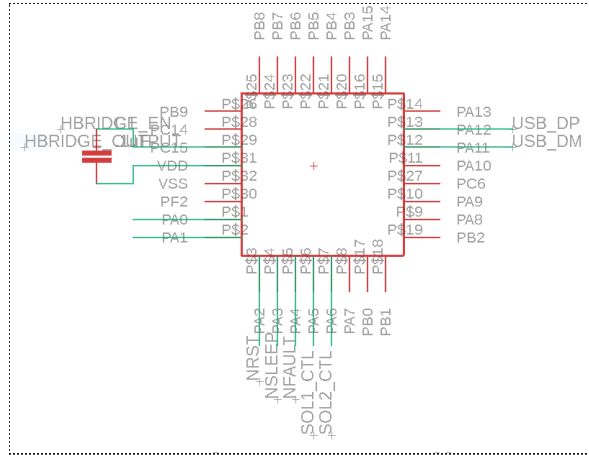 PB8
PB7
PB6
PB5
PB4
PB3
PA15
PA14
P$25
P$24
P$23
P$22
P$21
P$20
P$16
P$15
PB9
P$14 PA13
HBRIDGE_EN
PC14 P$28
P$13 PA12 USB_DP
PC15 P$29
P$12 PA11 USB_DM
VDD P$31
P$11 PA10
VSS P$32
P$27 PC6
PF2 P$30
P$10 PA9
PA0 P$1
P$9 PA8
PA1 P$2
P$19 PB2
P$3
P$4
P$5
P$6
P$7
P$8
P$17
P$18
PA2
PA3
PA4
PA5
PA6
PA7
PB0
PB1
NRST
NSLEEP
NFAULT
SOL1_CTL
SOL2_CTL